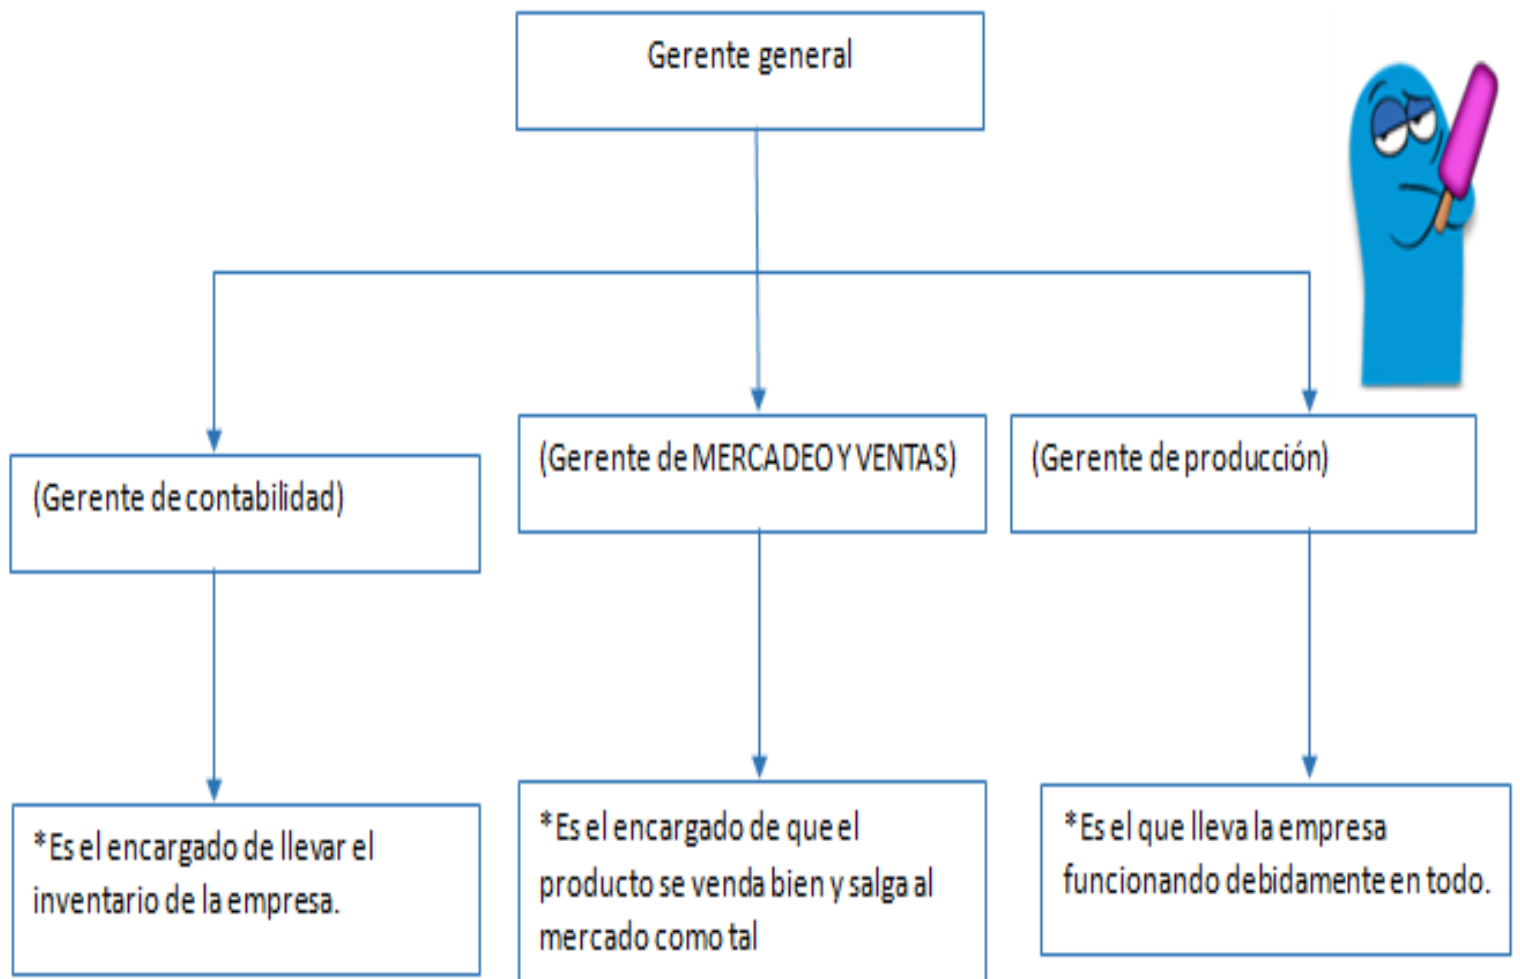 Gerente general
(Gerente de contabilidad)
(Gerente de MERCADEO Y VENTAS)
(Gerente de producción)
*Es el encargado de llevar el
inventario de la empresa.
*Es el encargado de que el
producto se venda bien y salga al
mercado como tal
*Es el que lleva la empresa
funcionando debidamente en todo.